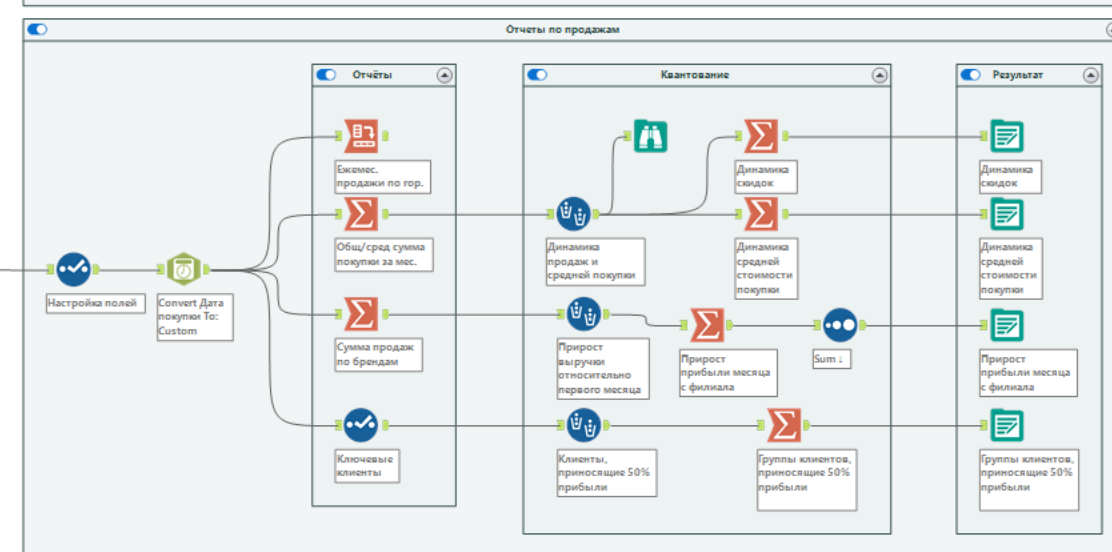 Отчеты по продажам
Отчёты
Квантование
Результат
Ежемес.
продажи по гор.
Динамика
скидок
Динамика
скидок
Общ/сред сумма
покупки за мес.
Динамика
продаж и
средней покупки
Динамика
средней
стоимости
покупки
Динамика
средней
стоимости
покупки
Настройка полей
Convert Дата
покупки To:
Custom
Сумма продаж
по брендам
Прирост
выручки
относительно
первого месяца
Прирост
прибыли месяца
с филиала
Sum ↓
Прирост
прибыли месяца
с филиала
Ключевые
клиенты
Клиенты,
приносящие 50%
прибыли
Группы клиентов,
приносящие 50%
прибыли
Группы клиентов,
приносящие 50%
прибыли